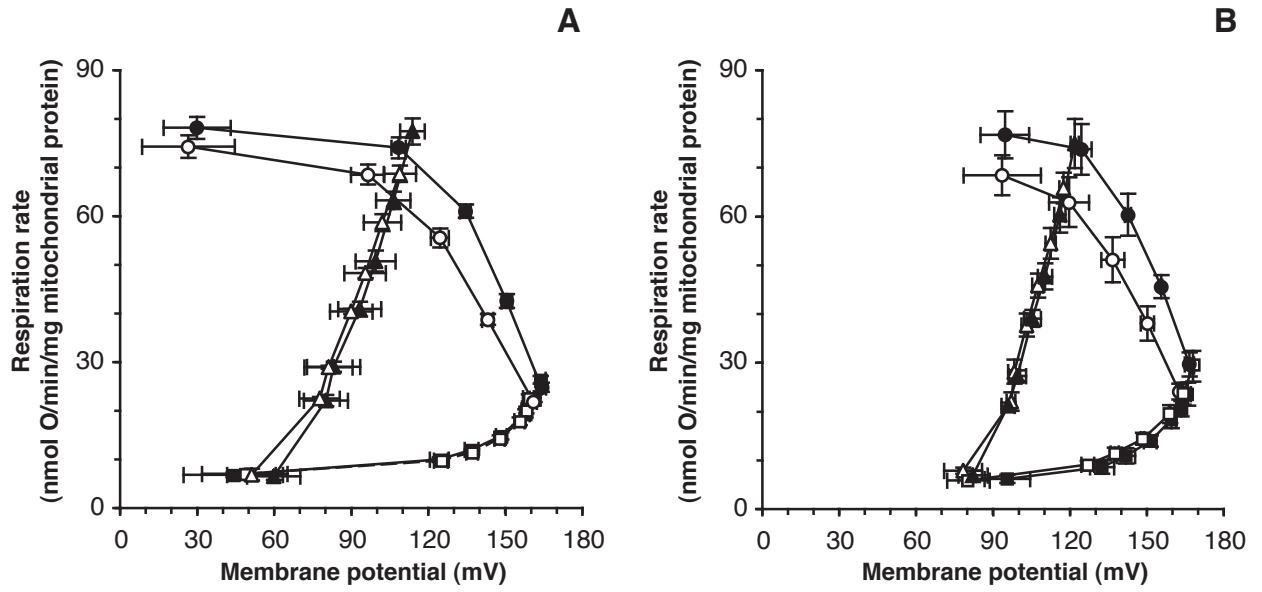 A
Respiration rate
(nmol O/min/mg mitochondrial protein)
90
60
30
0
0 30 60 90 120 150 180
Membrane potential (mV)
B
Respiration rate
(nmol O/min/mg mitochondrial protein)
90
60
30
0
0 30 60 90 120 150 180
Membrane potential (mV)